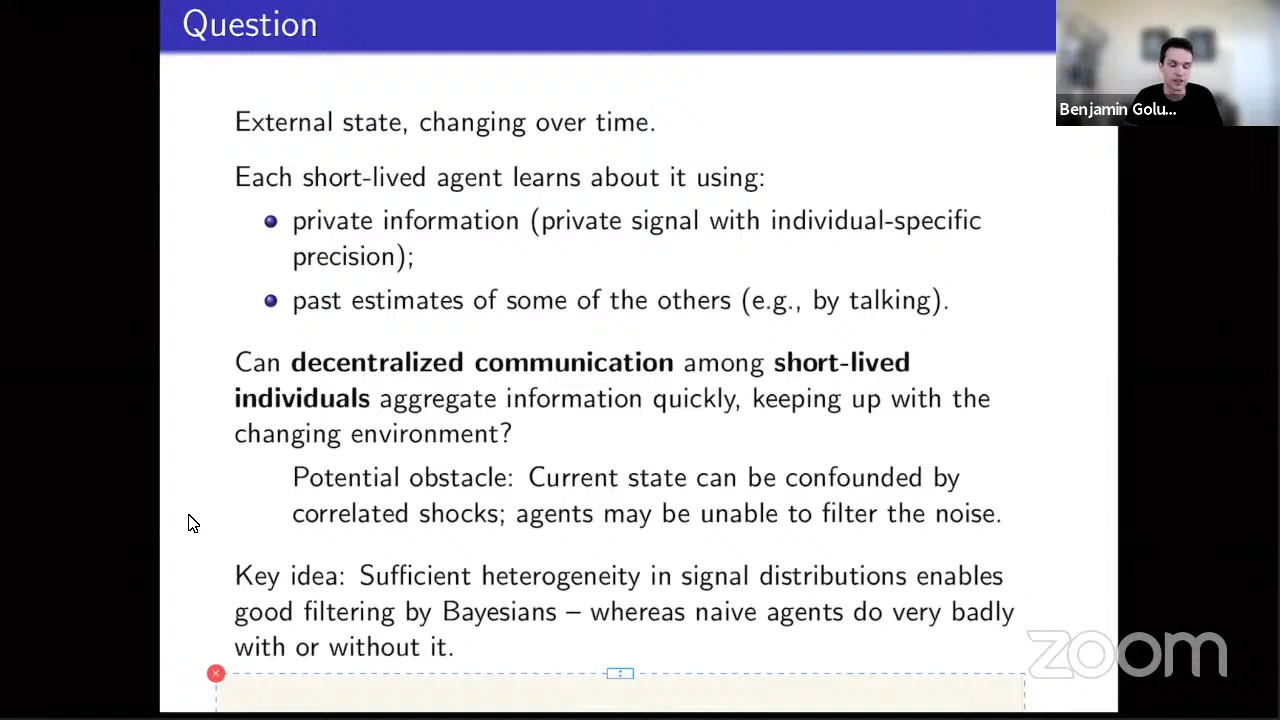 Question
Benjamin Golu...
External state, changing over time.
Each short-lived agent learns about it using:
private information (private signal with individual-specific
precision);
past estimates of some of the others (e.g., by talking).
Can decentralized communication among short-lived
individuals aggregate information quickly, keeping up with the
changing environment?
Potential obstacle: Current state can be confounded by
correlated shocks; agents may be unable to filter the noise.
Key idea: Sufficient heterogeneity in signal distributions enables
good filtering by Bayesians – whereas naive agents do very badly
with or without it.
zoom